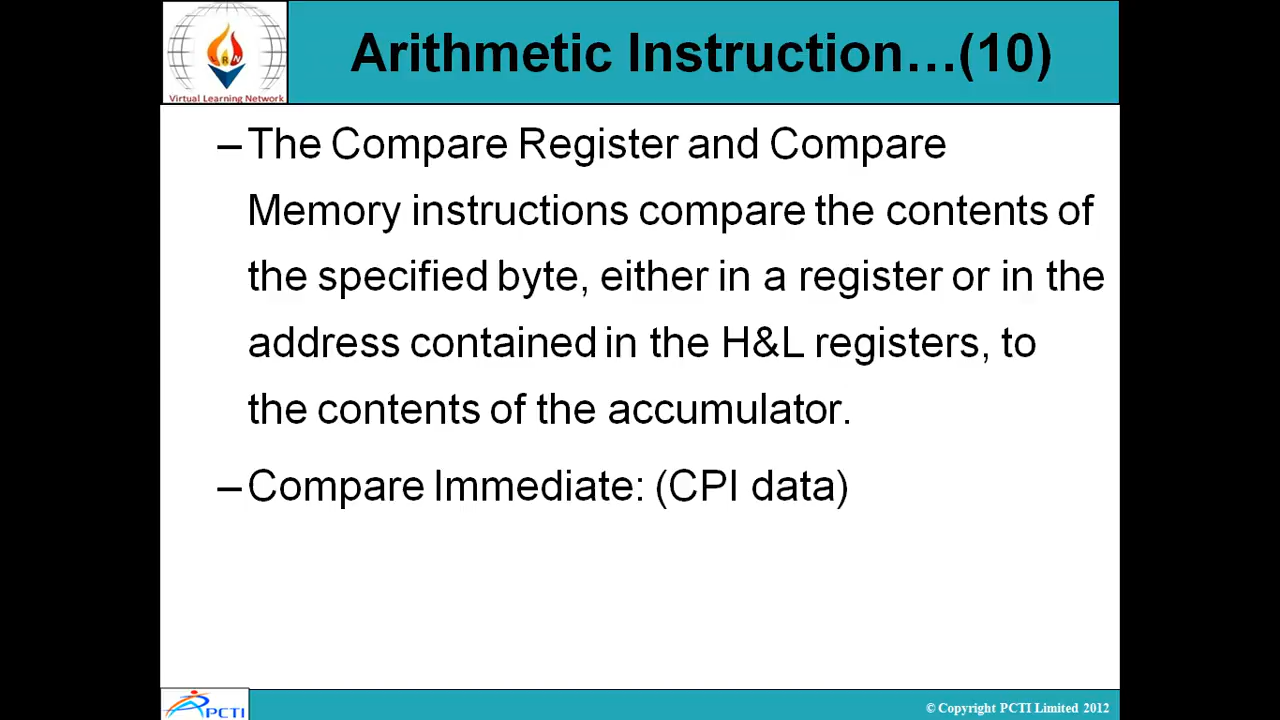 Arithmetic Instruction…(10)
Virtual Learning Network
–The Compare Register and Compare
Memory instructions compare the contents of
the specified byte, either in a register or in the
address contained in the H&L registers, to
the contents of the accumulator.
–Compare Immediate: (CPI data)
PCTI
© Copyright PCTI Limited 2012